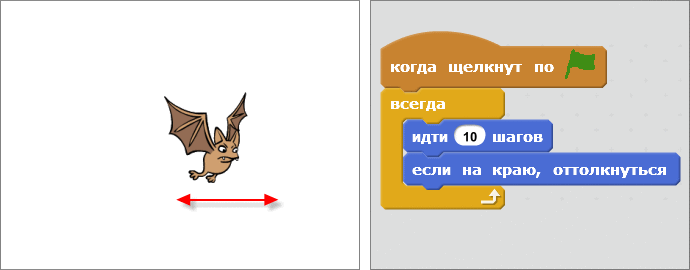 когда щелкнут по
всегда
идти 10 шагов
если на краю, оттолкнуться